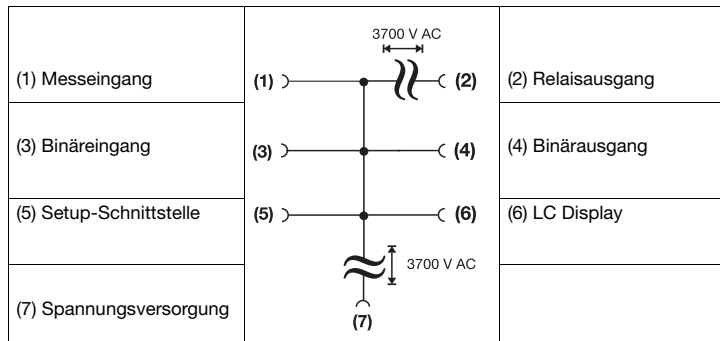 3700 V AC
(1) Messeingang
(1)
(2)
(2) Relaisausgang
(3) Binäreingang
(3)
(4)
(4) Binärausgang
(5) Setup-Schnittstelle
(5)
(6)
(6) LC Display
3700 V AC
(7) Spannungsversorgung
(7)